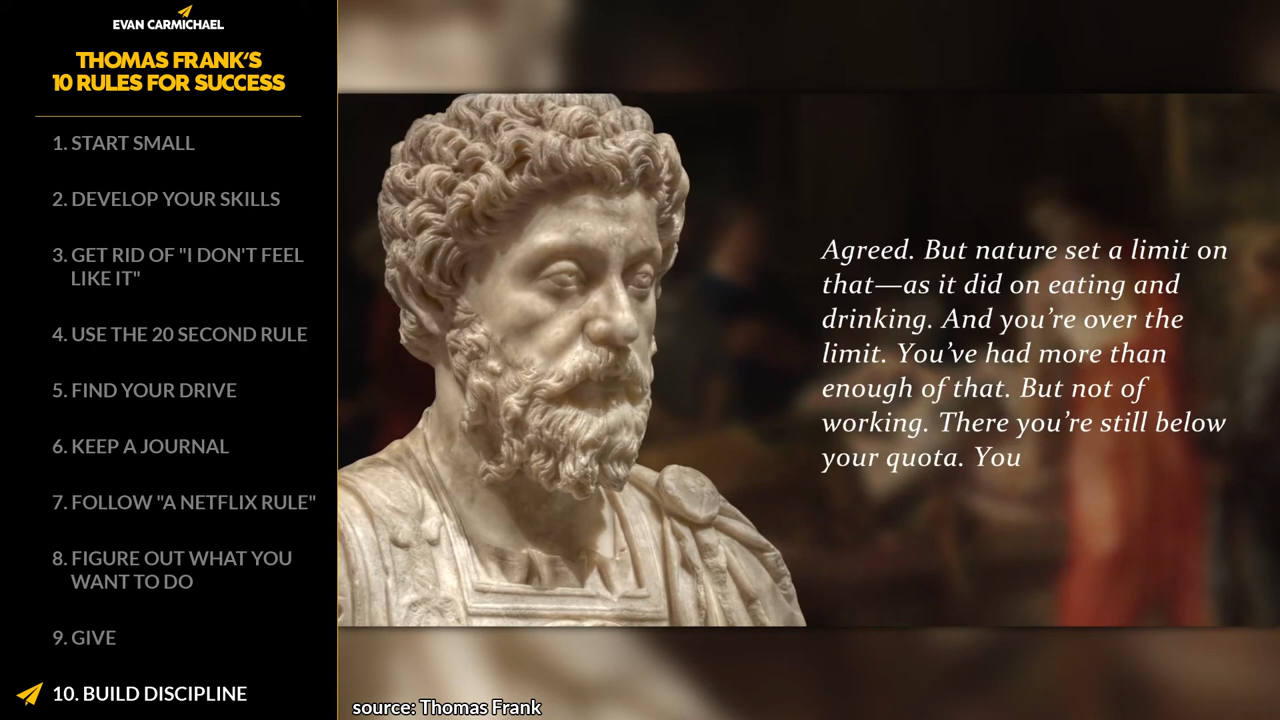 EVAN CARMICHAEL
THOMAS FRANK'S
10 RULES FOR SUCCESS
1. START SMALL
2. DEVELOP YOUR SKILLS
3. GET RID OF "I DON'T FEEL
LIKE IT"
4. USE THE 20 SECOND RULE
5. FIND YOUR DRIVE
6. KEEP A JOURNAL
7. FOLLOW "A NETFLIX RULE"
8. FIGURE OUT WHAT YOU
WANT TO DO
9. GIVE
10. BUILD DISCIPLINE
Agreed. But nature set a limit on
that—as it did on eating and
drinking. And you’re over the
limit. You’ve had more than
enough of that. But not of
working. There you’re still below
your quota. You
source: Thomas Frank